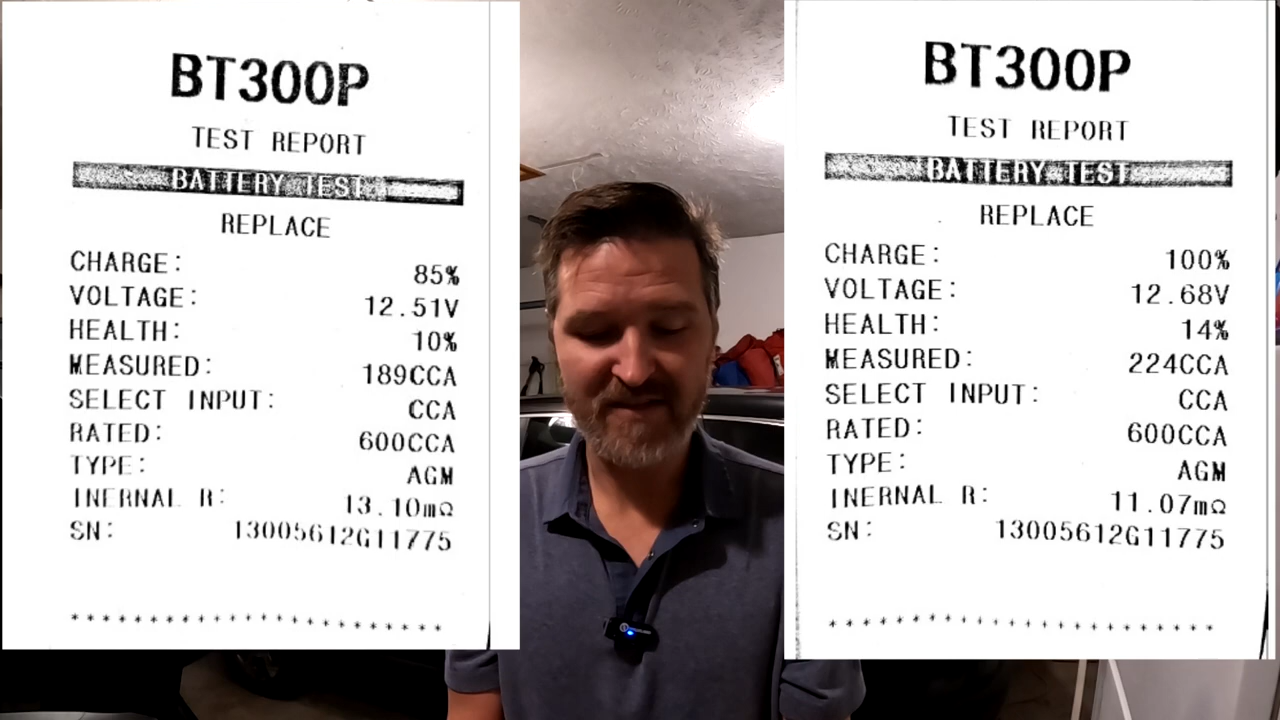 BT300P
TEST REPORT
BATTERY TEST
REPLACE
CHARGE: 85%
VOLTAGE: 12.51V
HEALTH: 10%
MEASURED: 189CCA
SELECT INPUT: CCA
RATED: 600CCA
TYPE: AGM
INERNAL R: 13.10mΩ
SN: 13005612G11775
**********************
BT300P
TEST REPORT
BATTERY TEST
REPLACE
CHARGE: 100%
VOLTAGE: 12.68V
HEALTH: 14%
MEASURED: 224CCA
SELECT INPUT: CCA
RATED: 600CCA
TYPE: AGM
INERNAL R: 11.07mΩ
SN: 13005612G11775
**********************